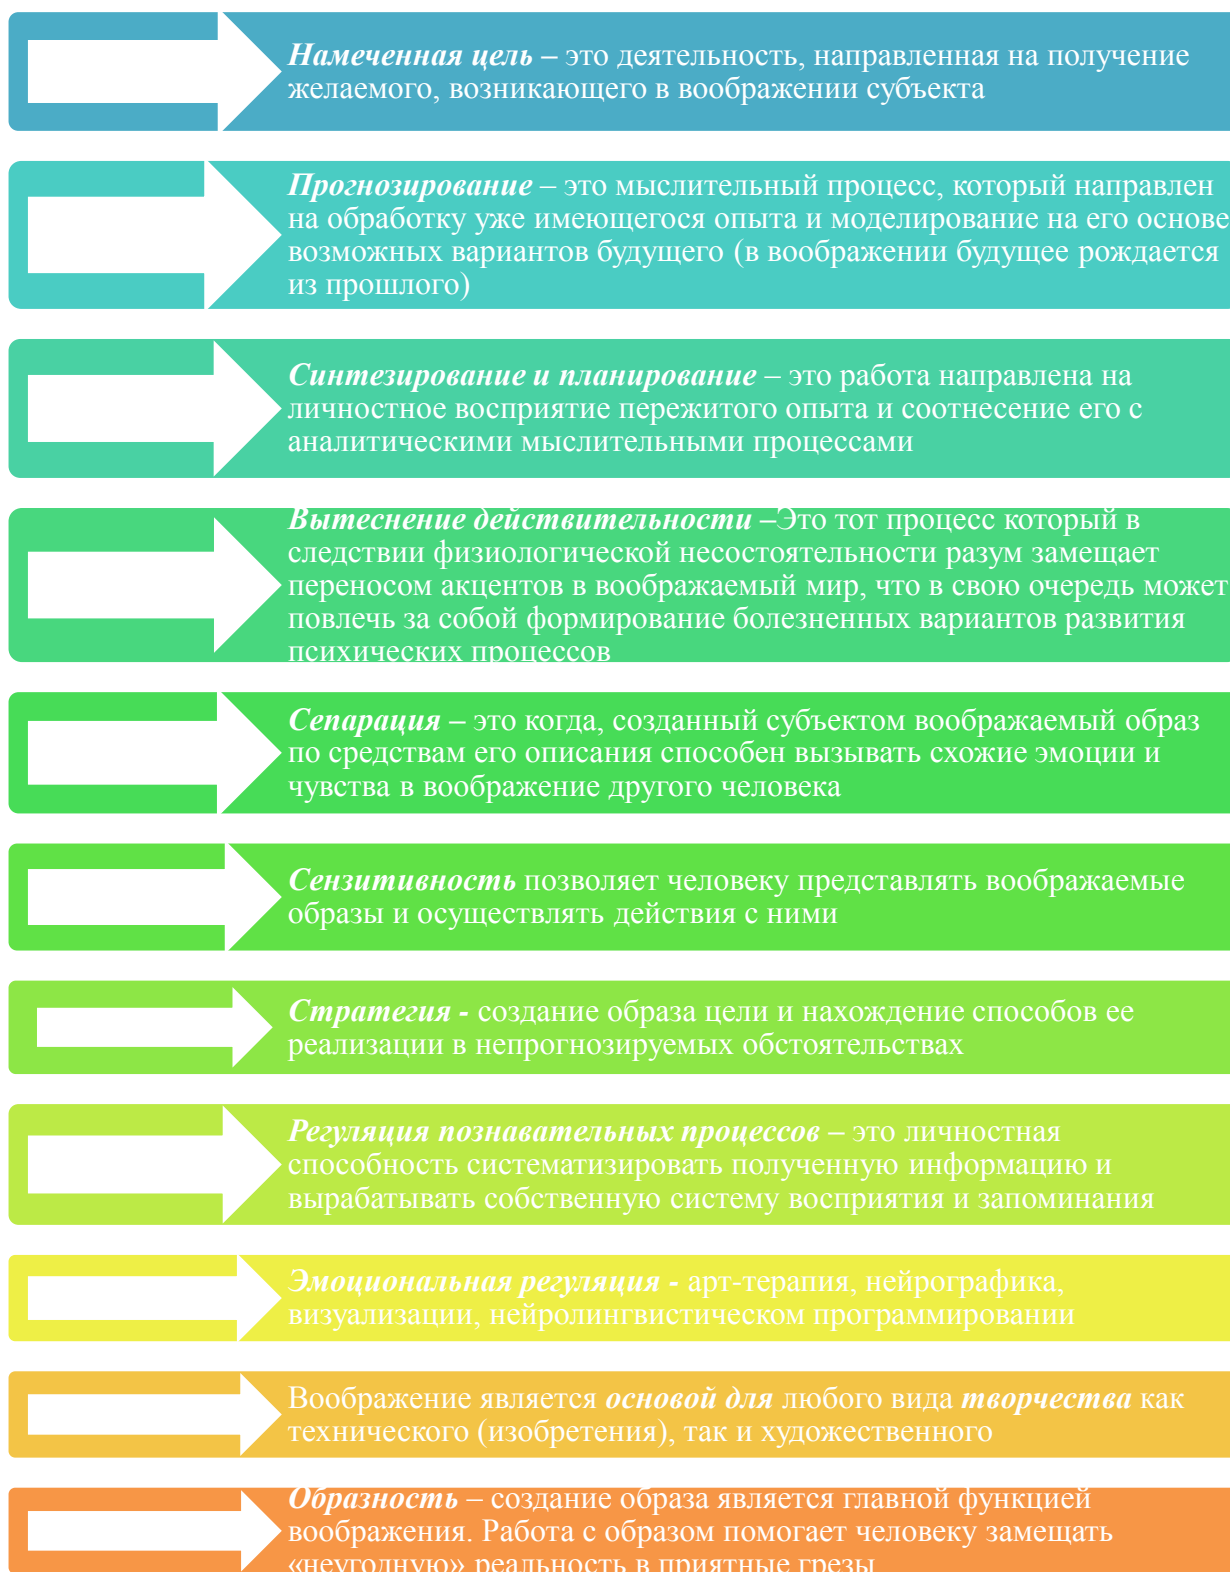 Намеченная цель – это деятельность, направленная на получение
желаемого, возникающего в воображении субъекта
Прогнозирование – это мыслительный процесс, который направлен
на обработку уже имеющегося опыта и моделирование на его основе
возможных вариантов будущего (в воображении будущее рождается
из прошлого)
Синтезирование и планирование – это работа направлена на
личностное восприятие пережитого опыта и соотнесение его с
аналитическими мыслительными процессами
Вытеснение действительности –Это тот процесс который в
следствии физиологической несостоятельности разум замещает
переносом акцентов в воображаемый мир, что в свою очередь может
повлечь за собой формирование болезненных вариантов развития
психических процессов
Сепарация – это когда, созданный субъектом воображаемый образ
по средствам его описания способен вызывать схожие эмоции и
чувства в воображение другого человека
Сензитивность позволяет человеку представлять воображаемые
образы и осуществлять действия с ними
Стратегия - создание образа цели и нахождение способов ее
реализации в непрогнозируемых обстоятельствах
Регуляция познавательных процессов – это личностная
способность систематизировать полученную информацию и
вырабатывать собственную систему восприятия и запоминания
Эмоциональная регуляция - арт-терапия, нейрографика,
визуализации, нейролингвистическом программировании
Воображение является основой для любого вида творчества как
технического (изобретения), так и художественного
Образность – создание образа является главной функцией
воображения. Работа с образом помогает человеку замещать
«неугодную» реальность в приятные грезы